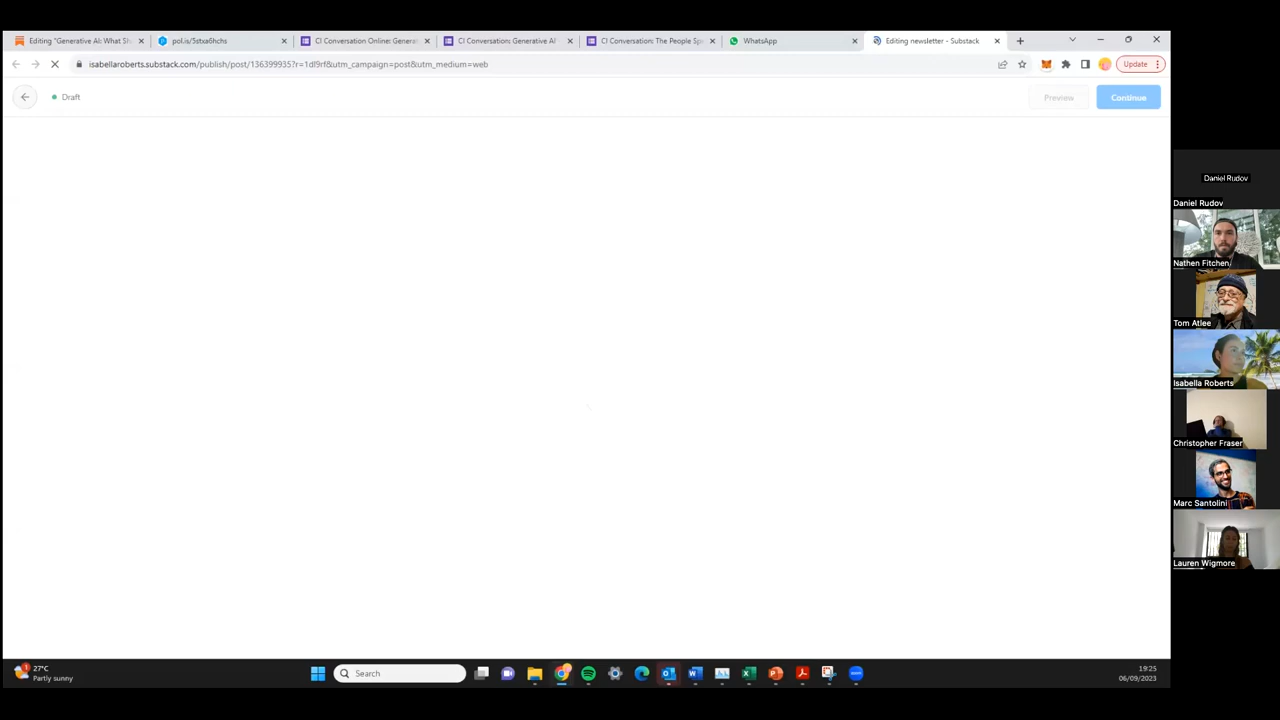 Editing "Generative AI: What Sh
pol.is/5stxa6hchs
CI Conversation Online: Generat
CI Conversation: Generative AI
CI Conversation: The People Sp
WhatsApp
Editing newsletter - Substack
isabellaroberts.substack.com/publish/post/136399935?r=1dl9rf&utm_campaign=post&utm_medium=web
Update
Draft
Preview
Continue
Daniel Rudov
Daniel Rudov
Nathen Fitchen
Tom Atlee
Isabella Roberts
Christopher Fraser
Marc Santolini
Lauren Wigmore
1
27°C
Partly sunny
Search
19:25
06/09/2023